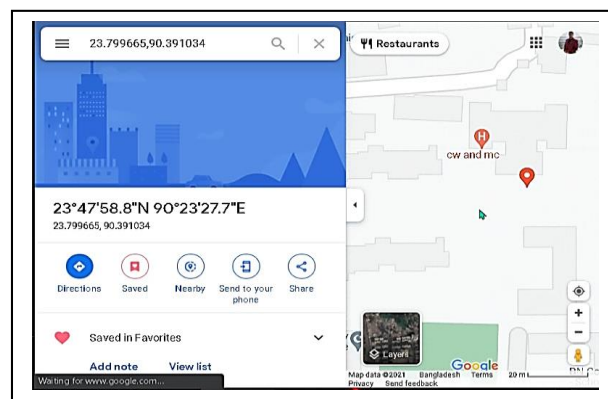 23.799665,90.391034
Restaurants
cw and mc
23°47'58.8"N 90°23'27.7"E
23.799665, 90.391034
Directions
Saved
Nearby
Send to your
phone
Share
Saved in Favorites
Add note View list
Waiting for www.google.com...
Layers
Google
Map data ©2021 Bangladesh Terms 20 m
Privacy Send feedback